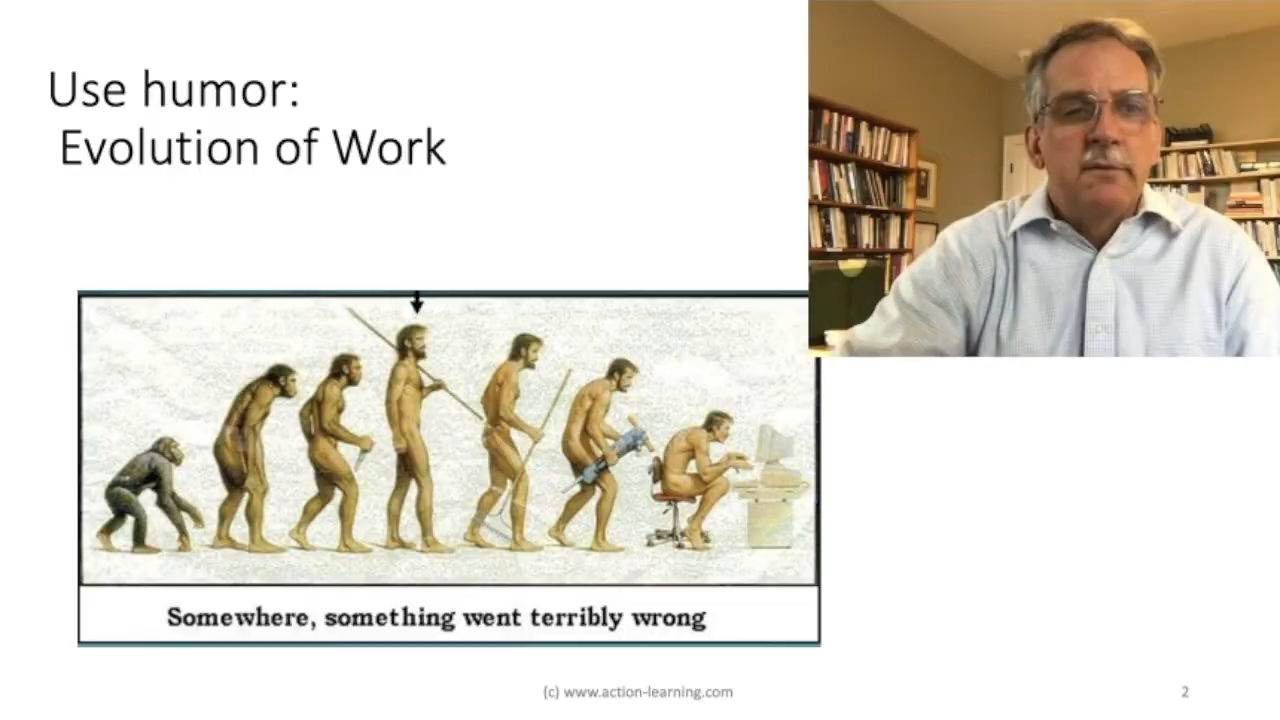 Use humor:
Evolution of Work
Somewhere, something went terribly wrong
(c) www.action-learning.com
2